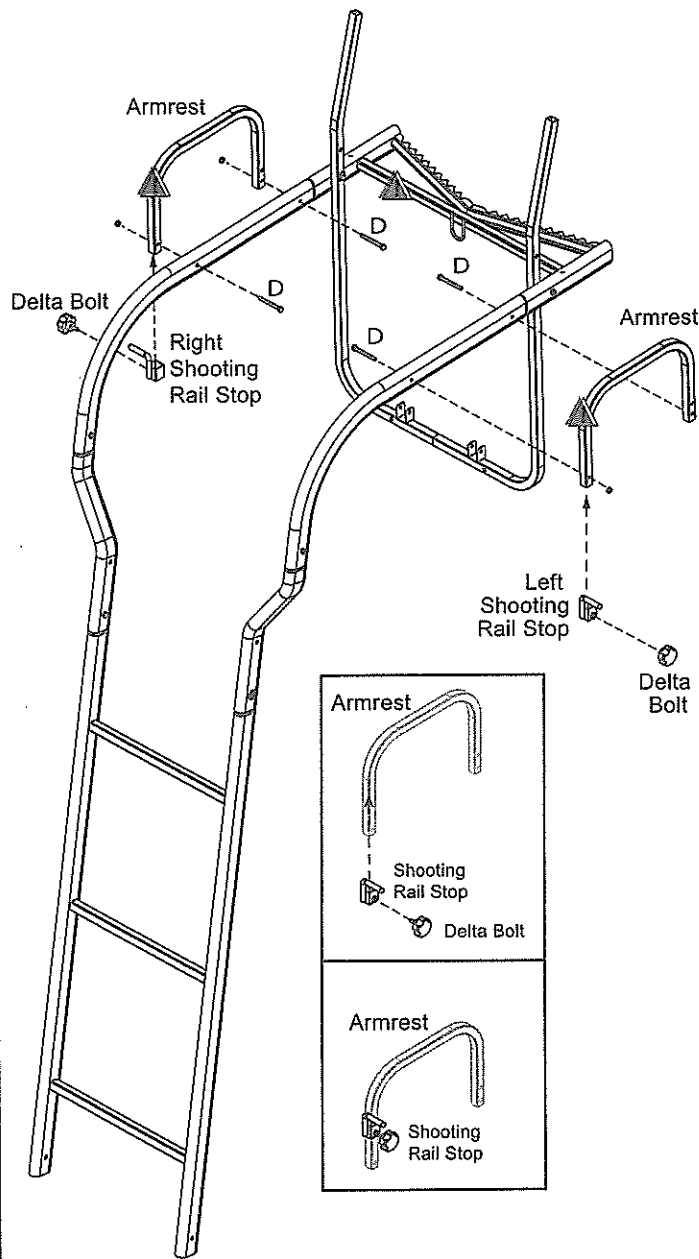 Armrest
D
D
D
Armrest
Delta Bolt
Right
Shooting
Rail Stop
D
Left
Shooting
Rail Stop
Delta
Bolt
Armrest
Shooting
Rail Stop
Delta Bolt
Armrest
Shooting
Rail Stop